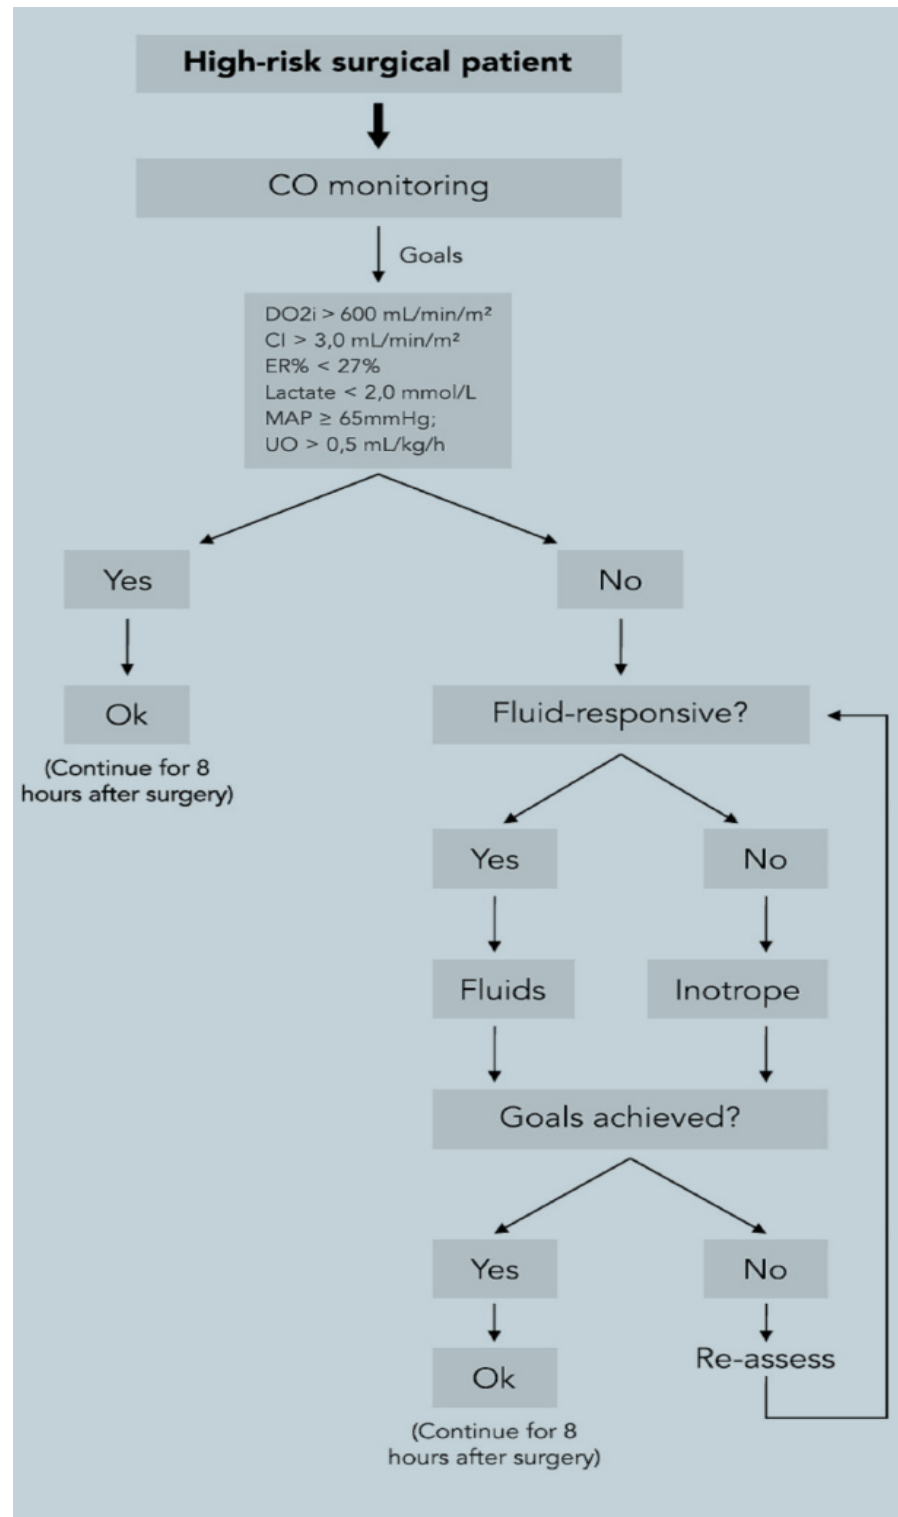 High-risk surgical patient
CO monitoring
Goals
DO2i > 600 mL/min/m²
CI > 3,0 mL/min/m²
ER% < 27%
Lactate < 2,0 mmol/L
MAP ≥ 65mmHg;
UO > 0,5 mL/kg/h
Yes
No
Ok
(Continue for 8
hours after surgery)
Fluid-responsive?
Yes
No
Fluids
Inotrope
Goals achieved?
Yes
No
Ok
(Continue for 8
hours after surgery)
Re-assess